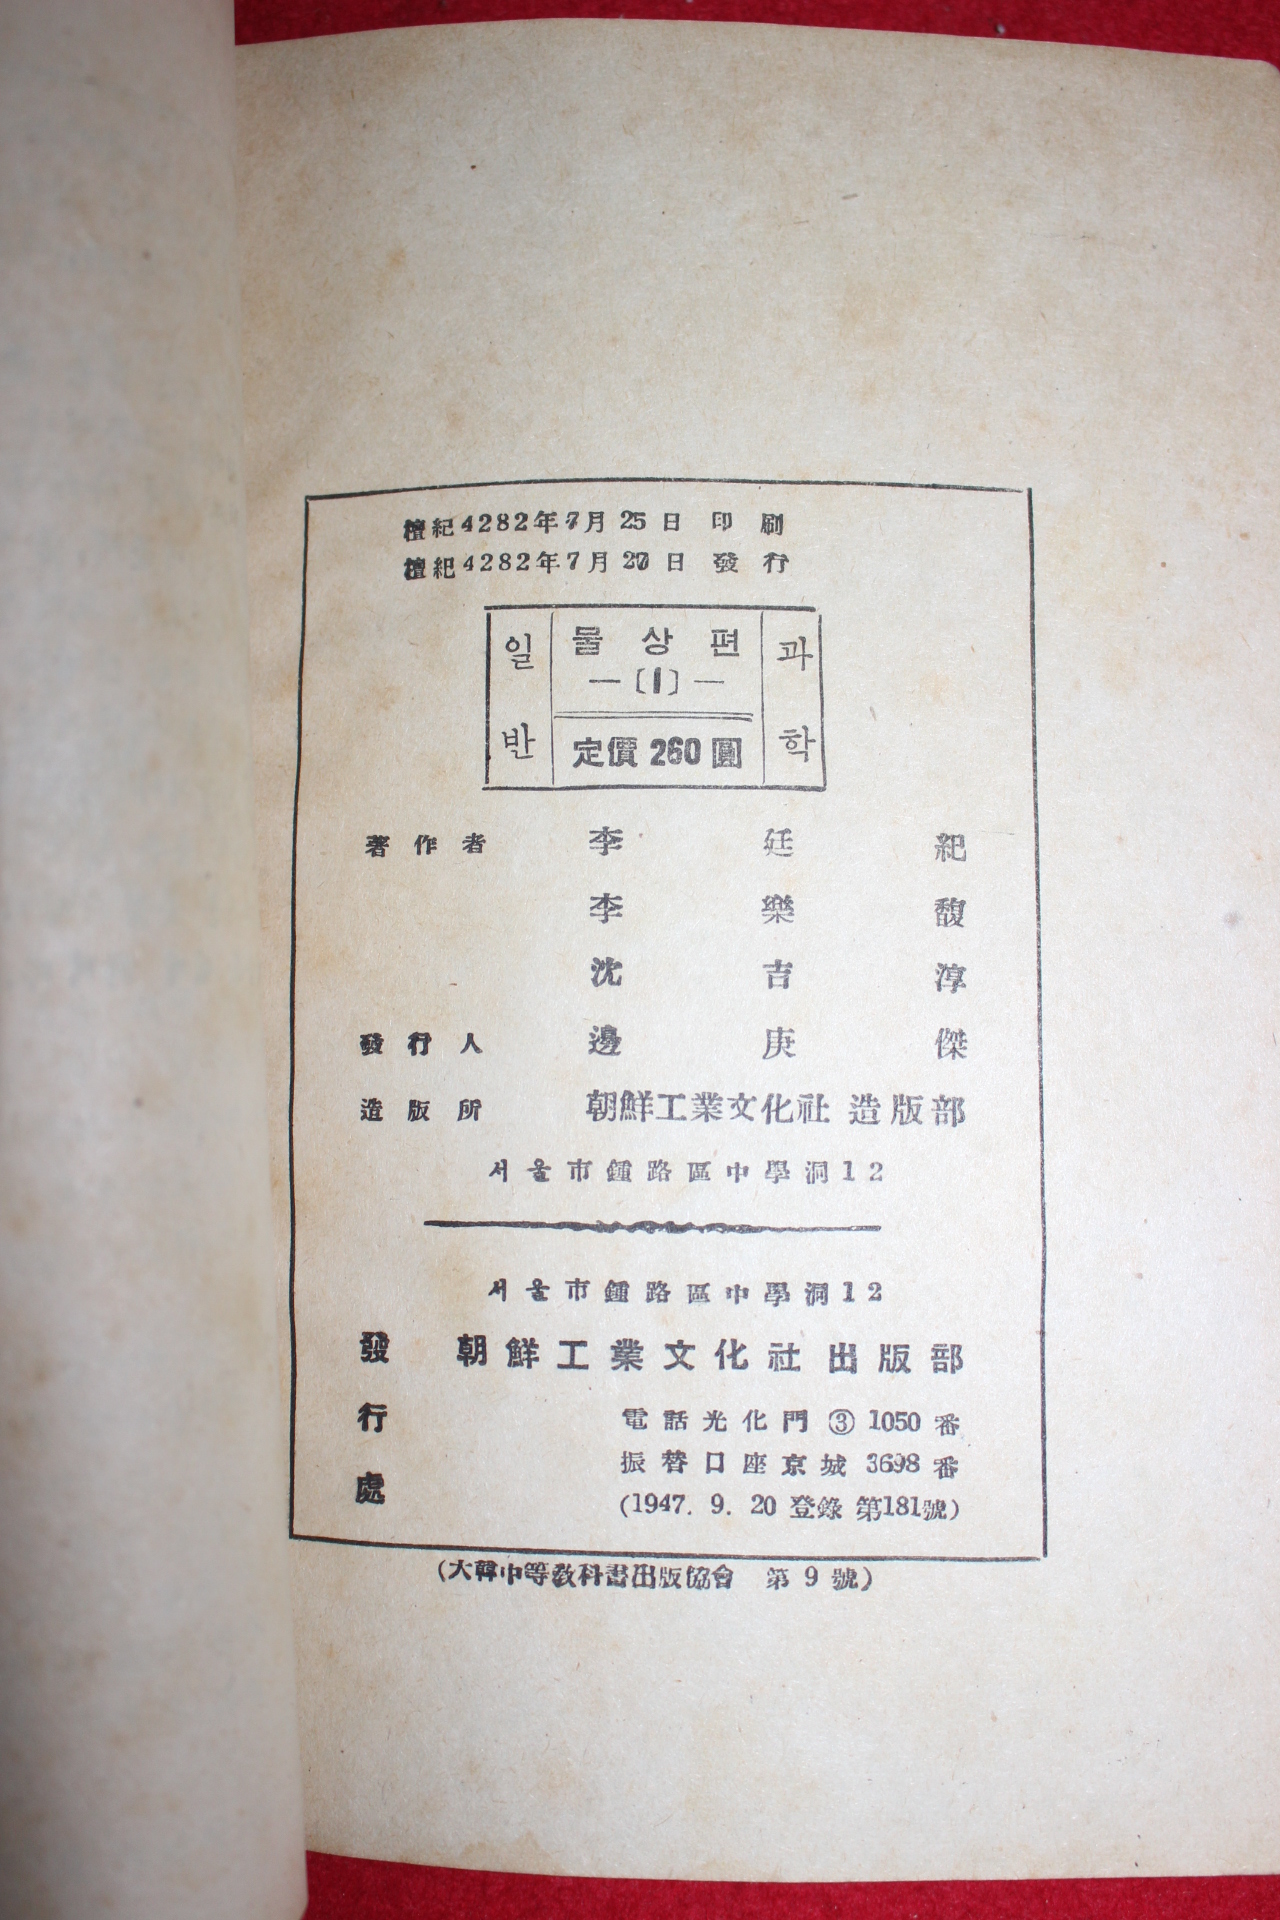 檀紀4282年7月25日 印刷
檀紀4282年7月20日 發行
일반 과학
물상편
—〔1〕—
定價 260 圓
著作者 李廷紀
李樂馥
沈吉淳
發行人 邊庚傑
造版所 朝鮮工業文化社 造版部
서울市鍾路區中學洞12
서울市鍾路區中學洞12
發行處 朝鮮工業文化社出版部
電話光化門 ③ 1050 番
振替口座京城 3698 番
(1947. 9. 20 登錄 第181號)
(大韓中等敎科書出版協會 第 9 號)